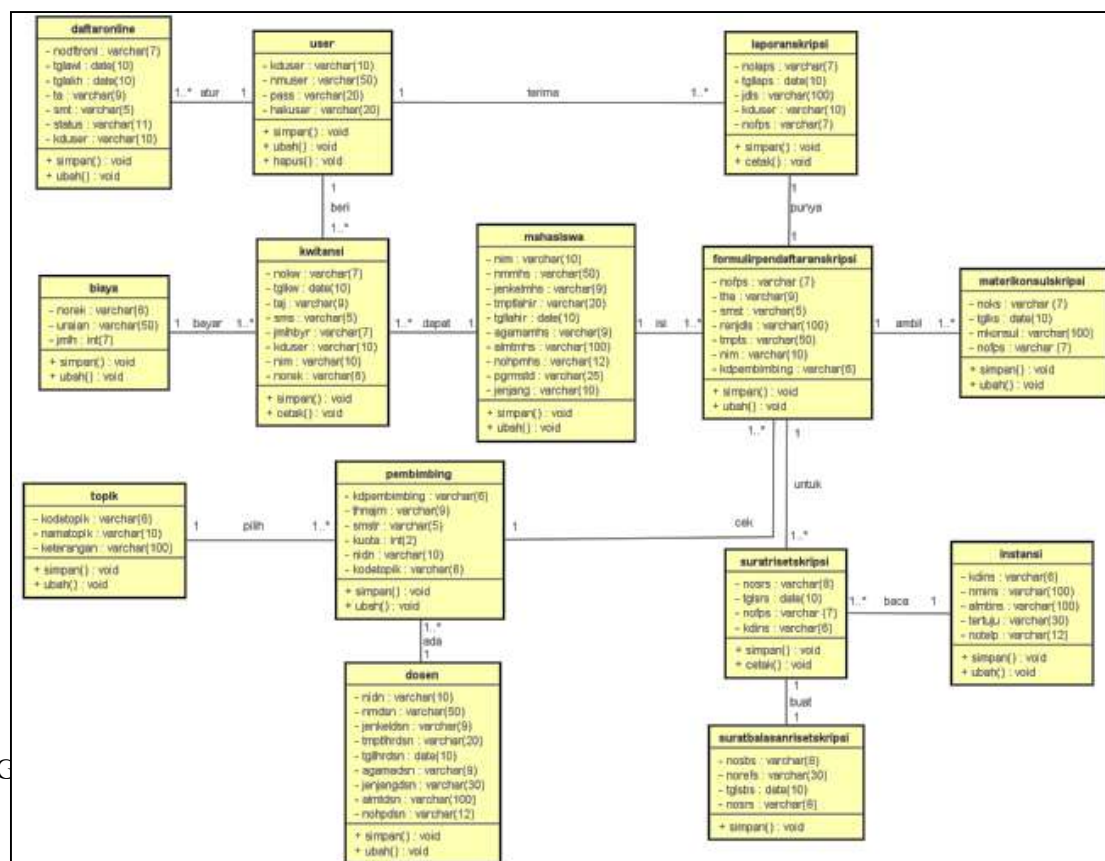 daftaronline
- nodftronl : varchar(7)
- tglawl : date(10)
- tglakh : date(10)
- ta : varchar(9)
- smt : varchar(5)
- status : varchar(11)
- kduser : varchar(10)
+ simpan() : void
+ ubah() : void
1..* atur 1
user
- kduser : varchar(10)
- nmuser : varchar(50)
- pass : varchar(20)
- hakuser : varchar(20)
+ simpan() : void
+ ubah() : void
+ hapus() : void
1 terima 1..*
laporanskripsi
- nolaps : varchar(7)
- tgllaps : date(10)
- jdls : varchar(100)
- kduser : varchar(10)
- nofps : varchar(7)
+ simpan() : void
+ cetak() : void
1
beri
1..*
1
punya
1
biaya
- norek : varchar(6)
- uraian : varchar(50)
- jmlh : int(7)
+ simpan() : void
+ ubah() : void
1 bayar 1..*
kwitansi
- nokw : varchar(7)
- tglkw : date(10)
- taj : varchar(9)
- sms : varchar(5)
- jmlhbyr : varchar(7)
- kduser : varchar(10)
- nim : varchar(10)
- norek : varchar(6)
+ simpan() : void
+ cetak() : void
1..* dapat 1
mahasiswa
- nim : varchar(10)
- nmmhs : varchar(50)
- jenkelmhs : varchar(9)
- tmptlahir : varchar(20)
- tgllahir : date(10)
- agamamhs : varchar(9)
- almtmhs : varchar(100)
- nohpmhs : varchar(12)
- pgrmstd : varchar(25)
- jenjang : varchar(10)
+ simpan() : void
+ ubah() : void
1 isi 1..*
formulirpendaftaranskripsi
- nofps : varchar (7)
- tha : varchar(9)
- smst : varchar(5)
- renjdls : varchar(100)
- tmpts : varchar(50)
- nim : varchar(10)
- kdpembimbing : varchar(6)
+ simpan() : void
+ ubah() : void
1 ambil 1..*
materikonsulskripsi
- noks : varchar (7)
- tglks : date(10)
- mkonsul : varchar(100)
- nofps : varchar (7)
+ simpan() : void
+ ubah() : void
1..* 1
untuk
1..*
topik
- kodetopik : varchar(6)
- namatopik : varchar(10)
- keterangan : varchar(100)
+ simpan() : void
+ ubah() : void
1 pilih 1..*
pembimbing
- kdpembimbing : varchar(6)
- thnajrn : varchar(9)
- smstr : varchar(5)
- kuota : int(2)
- nidn : varchar(10)
- kodetopik : varchar(6)
+ simpan() : void
+ ubah() : void
1 cek
1..*
ada
1
suratrisetskripsi
- nosrs : varchar(6)
- tglsrs : date(10)
- nofps : varchar (7)
- kdins : varchar(6)
+ simpan() : void
+ cetak() : void
1..* baca 1
instansi
- kdins : varchar(6)
- nmins : varchar(100)
- almtins : varchar(100)
- tertuju : varchar(30)
- notelp : varchar(12)
+ simpan() : void
+ ubah() : void
1
buat
1
dosen
- nidn : varchar(10)
- nmdsn : varchar(50)
- jenkeldsn : varchar(9)
- tmptlhrdsn : varchar(20)
- tgllhrdsn : date(10)
- agamadsn : varchar(9)
- jenjangdsn : varchar(30)
- almtdsn : varchar(100)
- nohpdsn : varchar(12)
+ simpan() : void
+ ubah() : void
suratbalasanrisetskripsi
- nosbs : varchar(6)
- norefs : varchar(30)
- tglsbs : date(10)
- nosrs : varchar(6)
+ simpan() : void